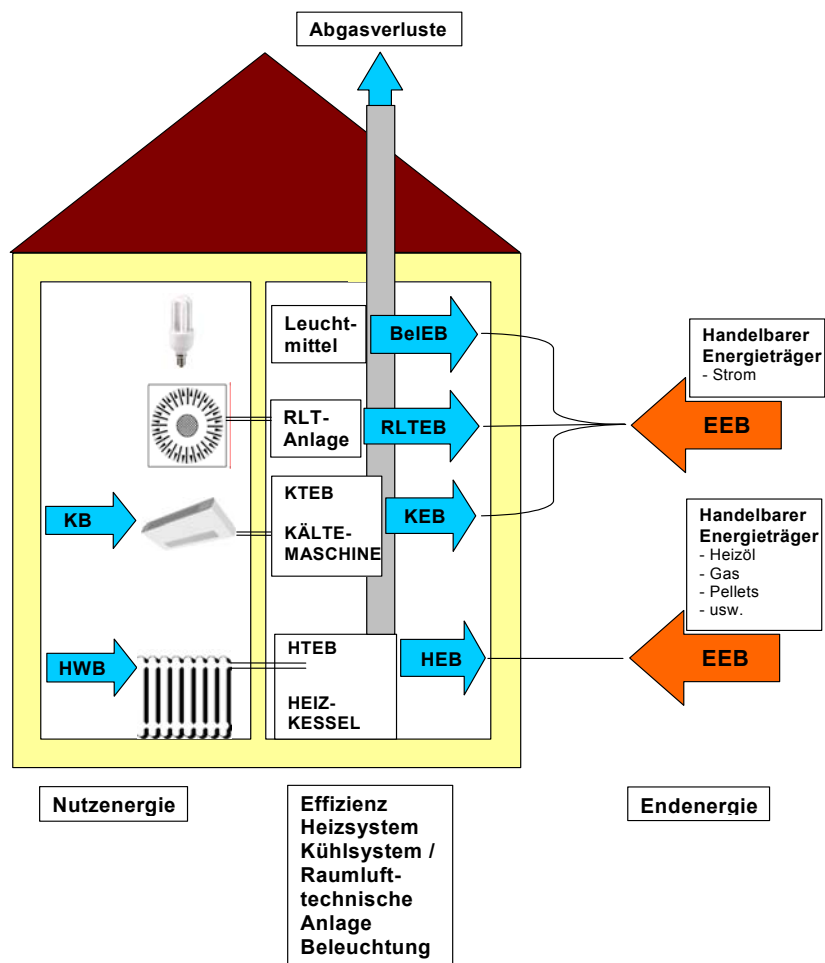 Abgasverluste
Leucht-
mittel
BelEB
Handelbarer
Energieträger
- Strom
RLT-
Anlage
RLTEB
EEB
KB
KTEB
KÄLTE-
MASCHINE
KEB
Handelbarer
Energieträger
- Heizöl
- Gas
- Pellets
- usw.
HWB
HTEB
HEIZ-
KESSEL
HEB
EEB
Nutzenergie
Effizienz
Heizsystem
Kühlsystem /
Raumluft-
technische
Anlage
Beleuchtung
Endenergie